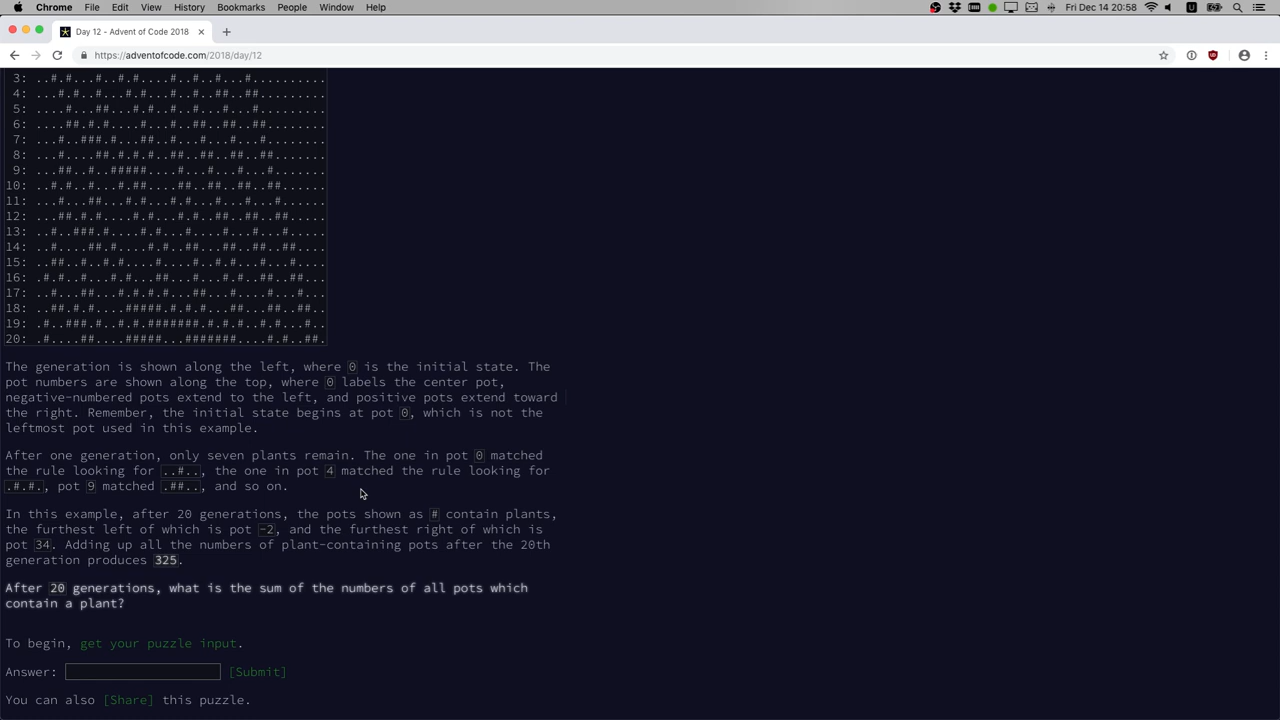 Chrome File Edit View History Bookmarks People Window Help Fri Dec 14 20:58
Day 12 - Advent of Code 2018
https://adventofcode.com/2018/day/12
3: ..#.#...#..#.#....#..#..#...#..........
4: ...#.#..#...#.#...#..#..##..##.........
5: ....#...##...#.#..#..#...#...#.........
6: ....##.#.#....#...#..##..##..##........
7: ...#..###.#...##..#...#...#...#........
8: ...#....##.#.#.#..##..##..##..##.......
9: ...##..#..#####....#...#...#...#.......
10: ..#.#..#...#.##....##..##..##..##......
11: ...#...##...#.#...#.#...#...#...#......
12: ...##.#.#....#.#...#.#..##..##..##.....
13: ..#..###.#....#.#...#....#...#...#.....
14: ..#....##.#....#.#..##...##..##..##....
15: ..##..#..#.#....#....#..#.#...#...#....
16: .#.#..#...#.#...##...#...#.#..##..##...
17: ..#...##...#.#.#.#...##...#....#...#...
18: ..##.#.#....#####.#.#.#...##...##..##..
19: .#..###.#..#.#.#######.#.#.#..#.#...#..
20: .#....##....#####...#######....#.#..##.
The generation is shown along the left, where 0 is the initial state. The
pot numbers are shown along the top, where 0 labels the center pot,
negative-numbered pots extend to the left, and positive pots extend toward
the right. Remember, the initial state begins at pot 0, which is not the
leftmost pot used in this example.
After one generation, only seven plants remain. The one in pot 0 matched
the rule looking for ..#.., the one in pot 4 matched the rule looking for
.#.#., pot 9 matched .##.., and so on.
In this example, after 20 generations, the pots shown as # contain plants,
the furthest left of which is pot -2, and the furthest right of which is
pot 34. Adding up all the numbers of plant-containing pots after the 20th
generation produces 325.
After 20 generations, what is the sum of the numbers of all pots which
contain a plant?
To begin, get your puzzle input.
Answer: [Submit]
You can also [Share] this puzzle.